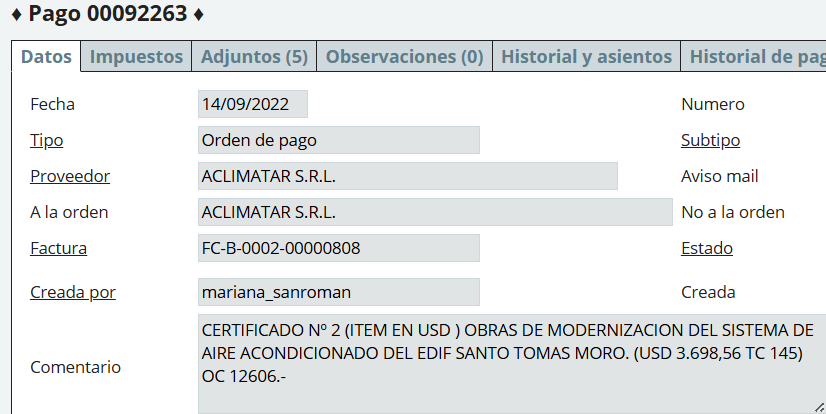 ♦ Pago 00092263 ♦
Datos Impuestos Adjuntos (5) Observaciones (0) Historial y asientos Historial de pag
Fecha 14/09/2022 Numero
Tipo Orden de pago Subtipo
Proveedor ACLIMATAR S.R.L. Aviso mail
A la orden ACLIMATAR S.R.L. No a la orden
Factura FC-B-0002-00000808 Estado
Creada por mariana_sanroman Creada
Comentario
CERTIFICADO Nº 2 (ITEM EN USD ) OBRAS DE MODERNIZACION DEL SISTEMA DE
AIRE ACONDICIONADO DEL EDIF SANTO TOMAS MORO. (USD 3.698,56 TC 145)
OC 12606.-